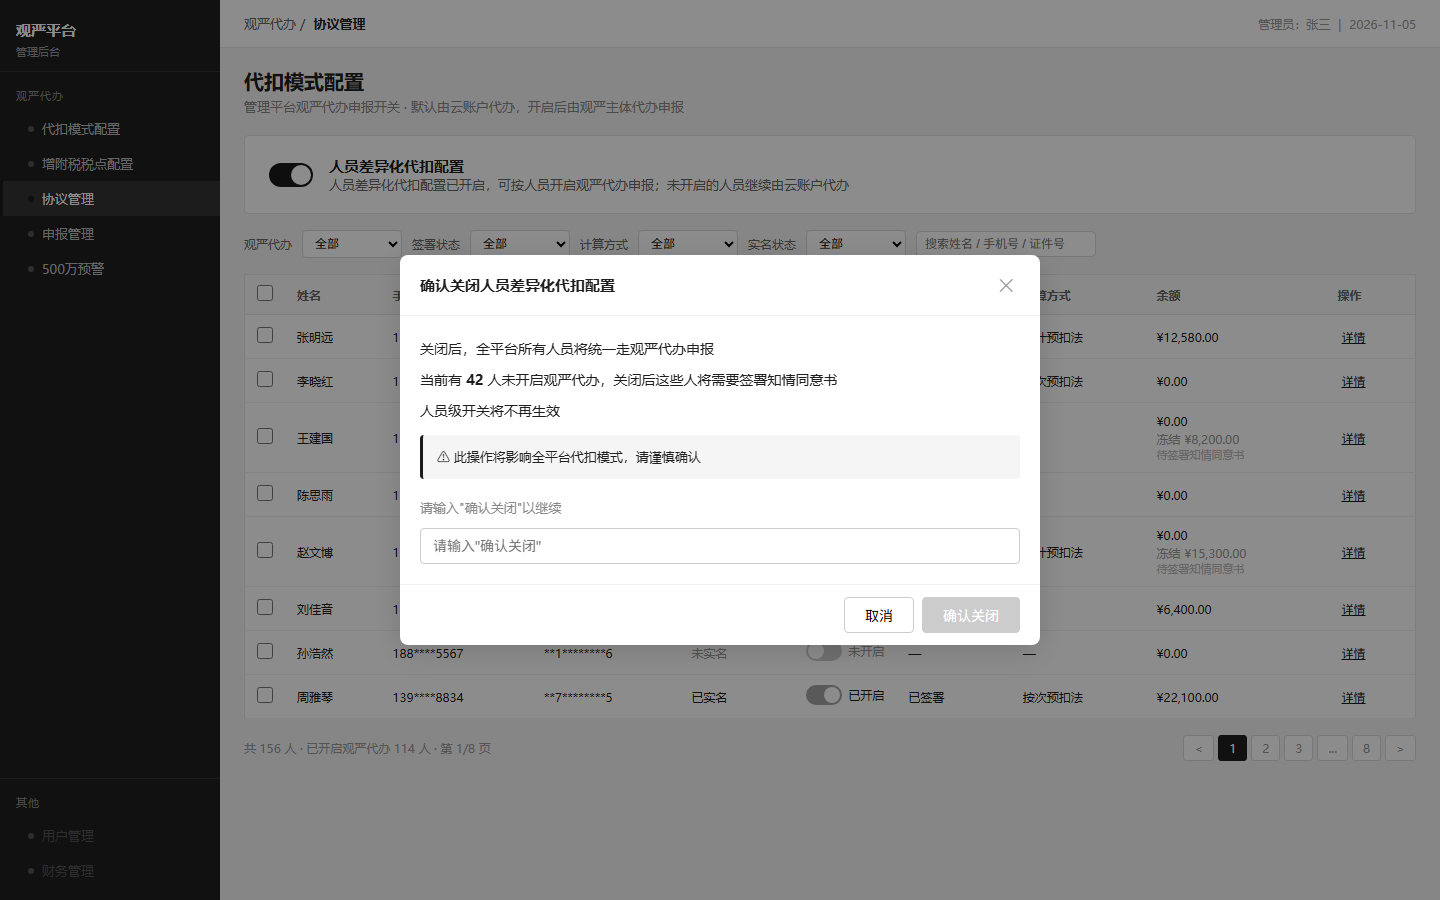 观严平台
管理后台
观严代办
代扣模式配置
增附税税点配置
协议管理
申报管理
500万预警
其他
用户管理
财务管理
观严代办 / 协议管理
管理员：张三 | 2026-11-05
代扣模式配置
管理平台观严代办申报开关 · 默认由云账户代办，开启后由观严主体代办申报
人员差异化代扣配置
人员差异化代扣配置已开启，可按人员开启观严代办申报；未开启的人员继续由云账户代办
观严代办 全部 签署状态 全部 计算方式 全部 实名状态 全部 搜索姓名 / 手机号 / 证件号
姓名 余额 操作
张明远 ¥12,580.00 详情
李晓红 ¥0.00 详情
王建国 ¥0.00 详情
冻结 ¥8,200.00
待签署知情同意书
陈思雨 ¥0.00 详情
赵文博 ¥0.00 详情
冻结 ¥15,300.00
待签署知情同意书
刘佳音 ¥6,400.00 详情
孙浩然 188****5567 **1********6 未实名 未开启 — — ¥0.00 详情
周雅琴 139****8834 **7********5 已实名 已开启 已签署 按次预扣法 ¥22,100.00 详情
共 156 人 · 已开启观严代办 114 人 · 第 1/8 页
< 1 2 3 ... 8 >
确认关闭人员差异化代扣配置
关闭后，全平台所有人员将统一走观严代办申报
当前有 42 人未开启观严代办，关闭后这些人将需要签署知情同意书
人员级开关将不再生效
⚠ 此操作将影响全平台代扣模式，请谨慎确认
请输入"确认关闭"以继续
请输入"确认关闭"
取消 确认关闭